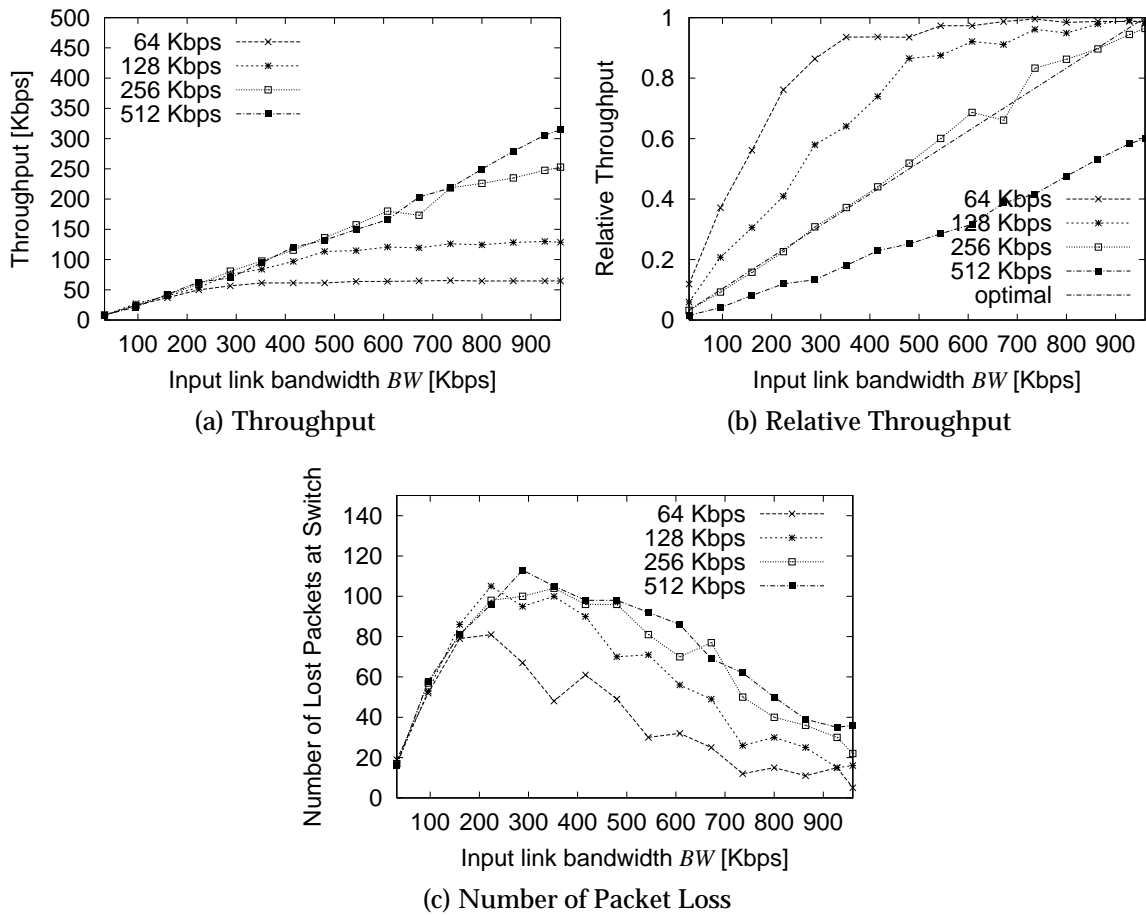 Throughput [Kbps]
500
450
400
350
300
250
200
150
100
50
0
64 Kbps
128 Kbps
256 Kbps
512 Kbps
100 200 300 400 500 600 700 800 900
Input link bandwidth BW [Kbps]
(a) Throughput
Relative Throughput
1
0.8
0.6
0.4
0.2
0
64 Kbps
128 Kbps
256 Kbps
512 Kbps
optimal
100 200 300 400 500 600 700 800 900
Input link bandwidth BW [Kbps]
(b) Relative Throughput
Number of Lost Packets at Switch
140
120
100
80
60
40
20
0
64 Kbps
128 Kbps
256 Kbps
512 Kbps
100 200 300 400 500 600 700 800 900
Input link bandwidth BW [Kbps]
(c) Number of Packet Loss